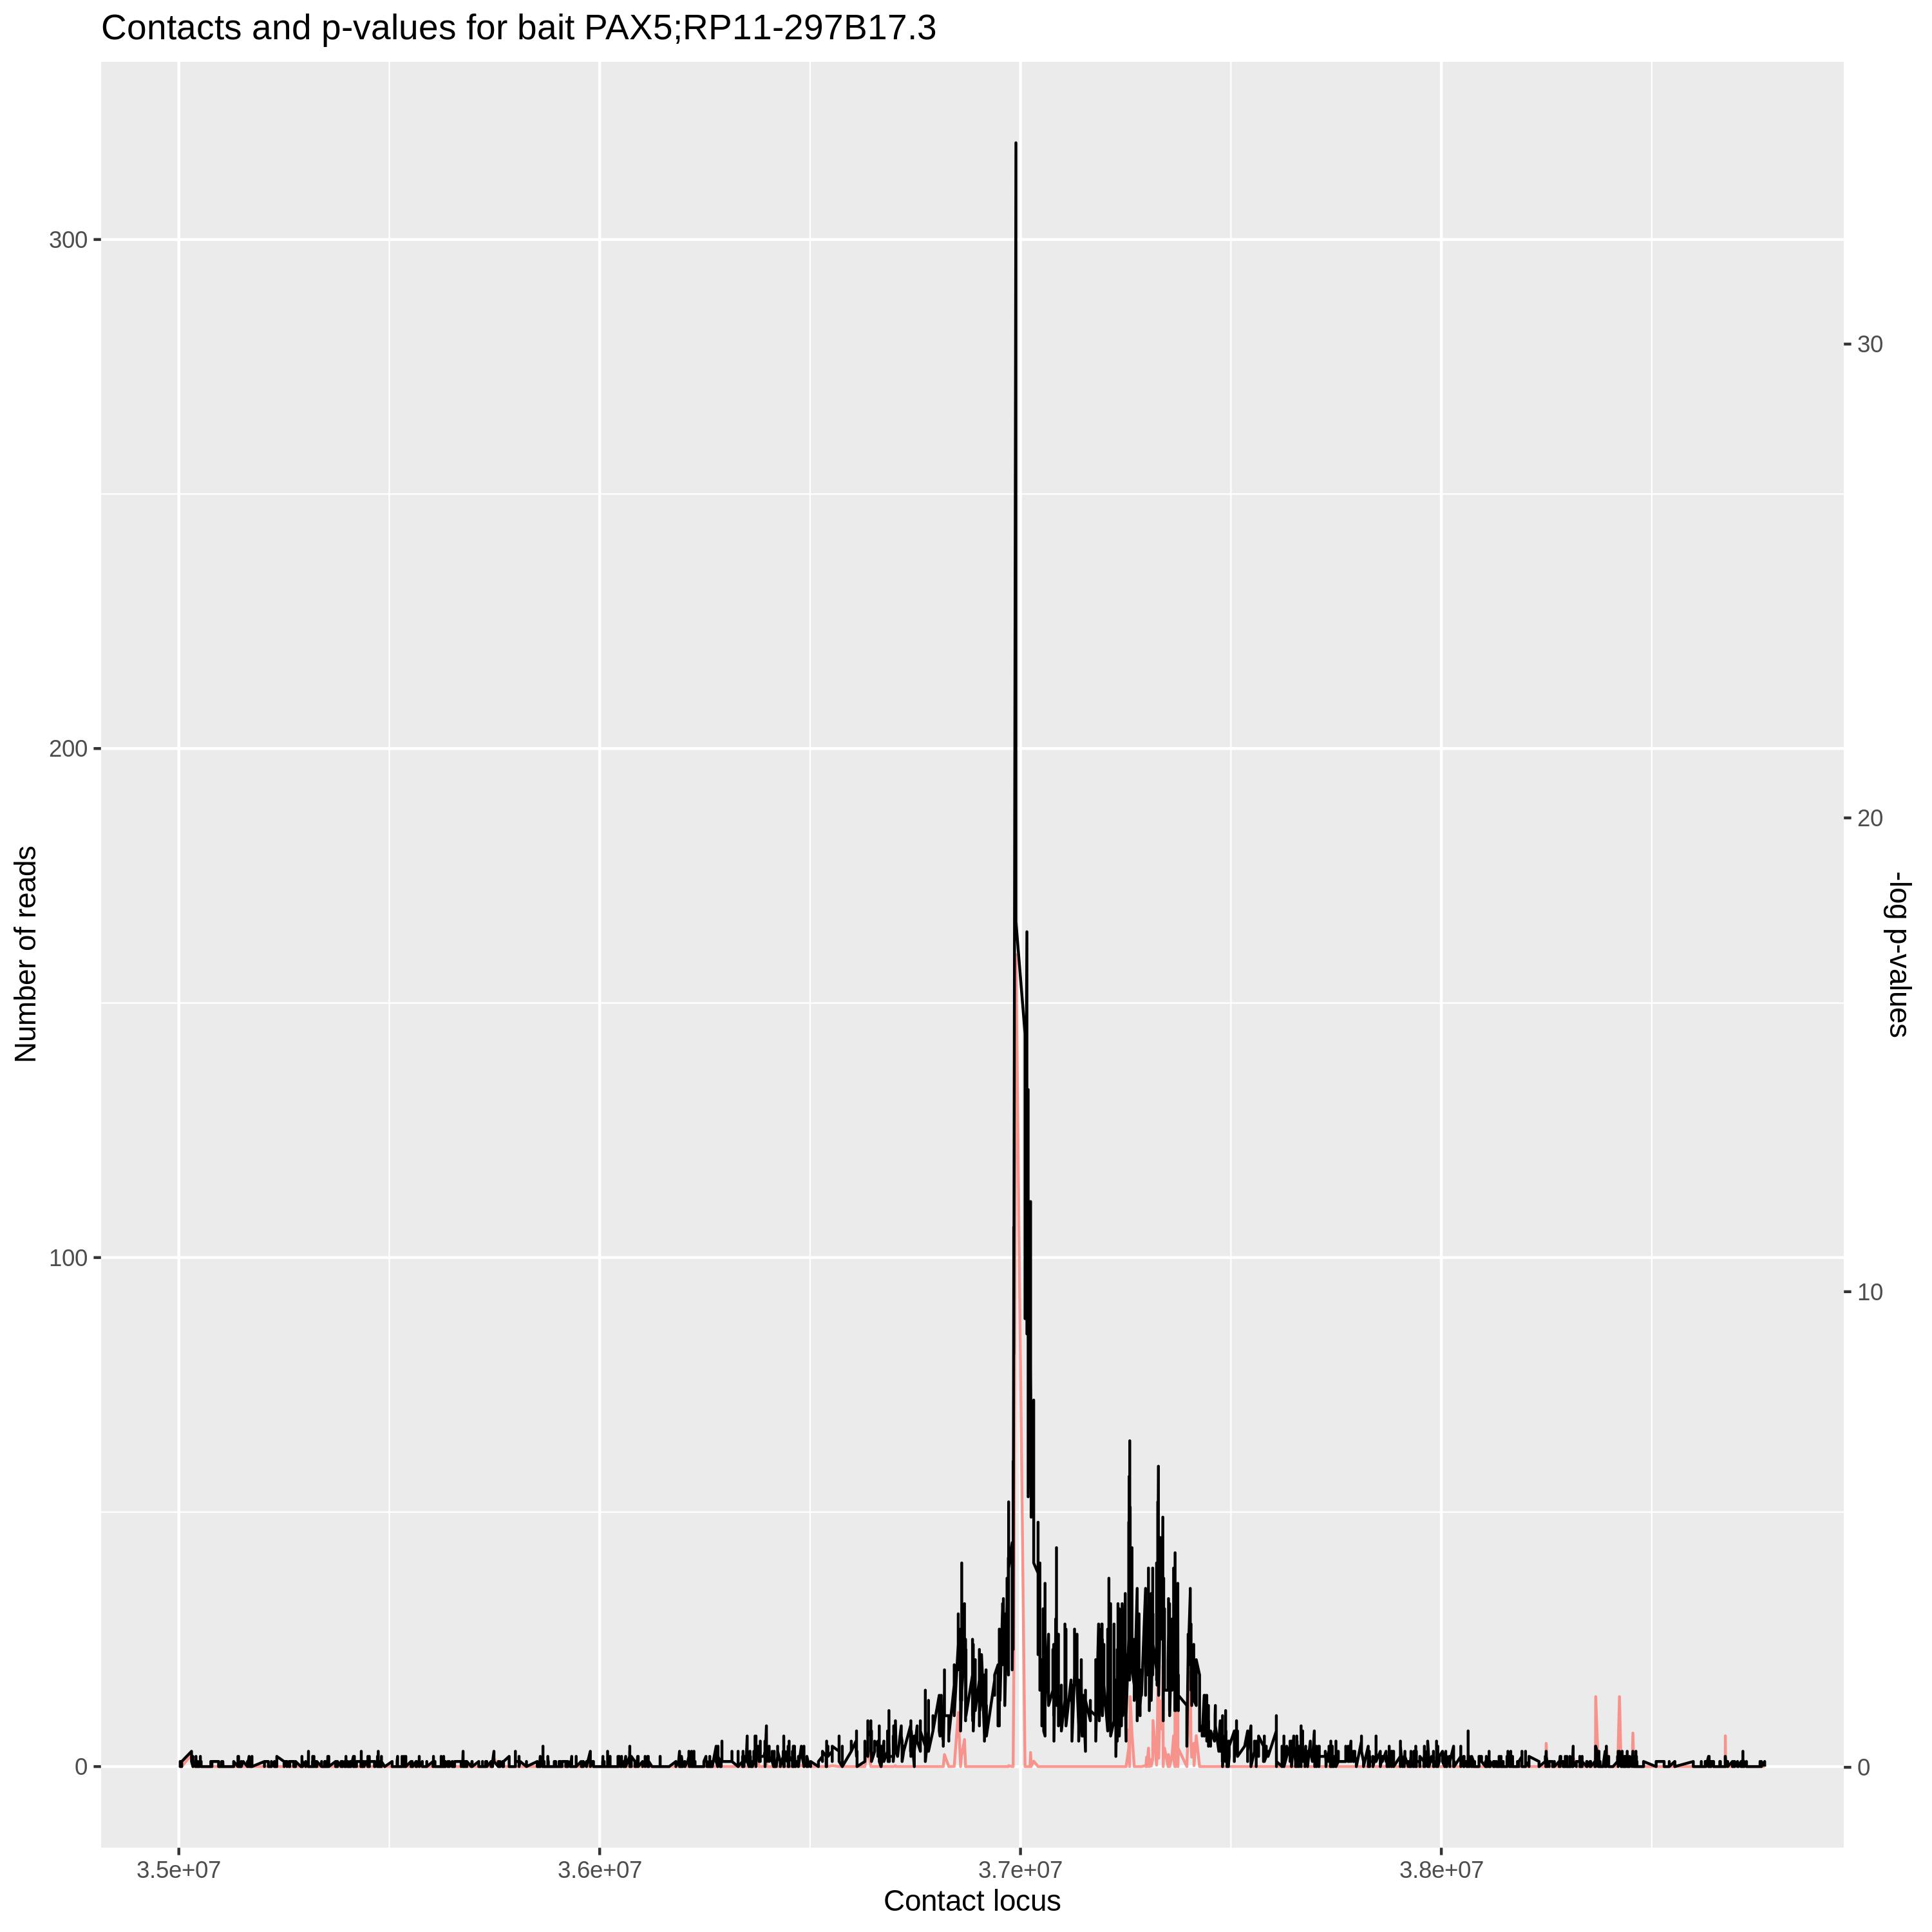 Contacts and p-values for bait PAX5;RP11-297B17.3
300
200
100
0
Number of reads
30
20
10
0
-log p-values
3.5e+07
3.6e+07
3.7e+07
3.8e+07
Contact locus